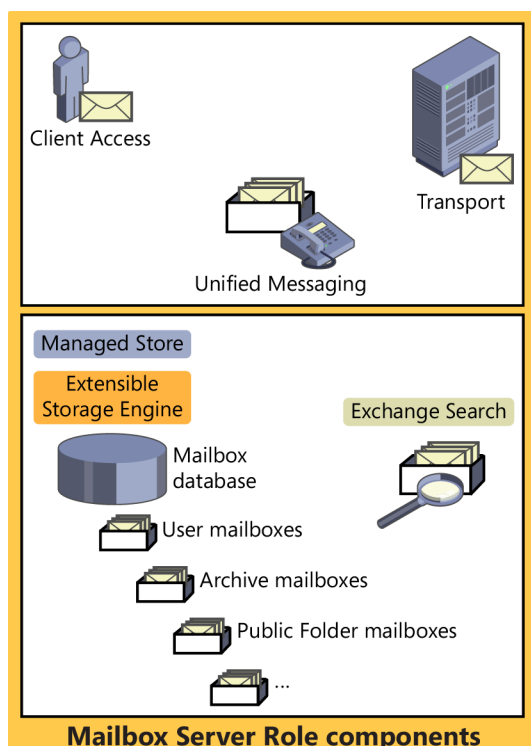 Client Access
Transport
Unified Messaging
Managed Store
Extensible
Storage Engine
Exchange Search
Mailbox
database
User mailboxes
Archive mailboxes
Public Folder mailboxes
...
Mailbox Server Role components